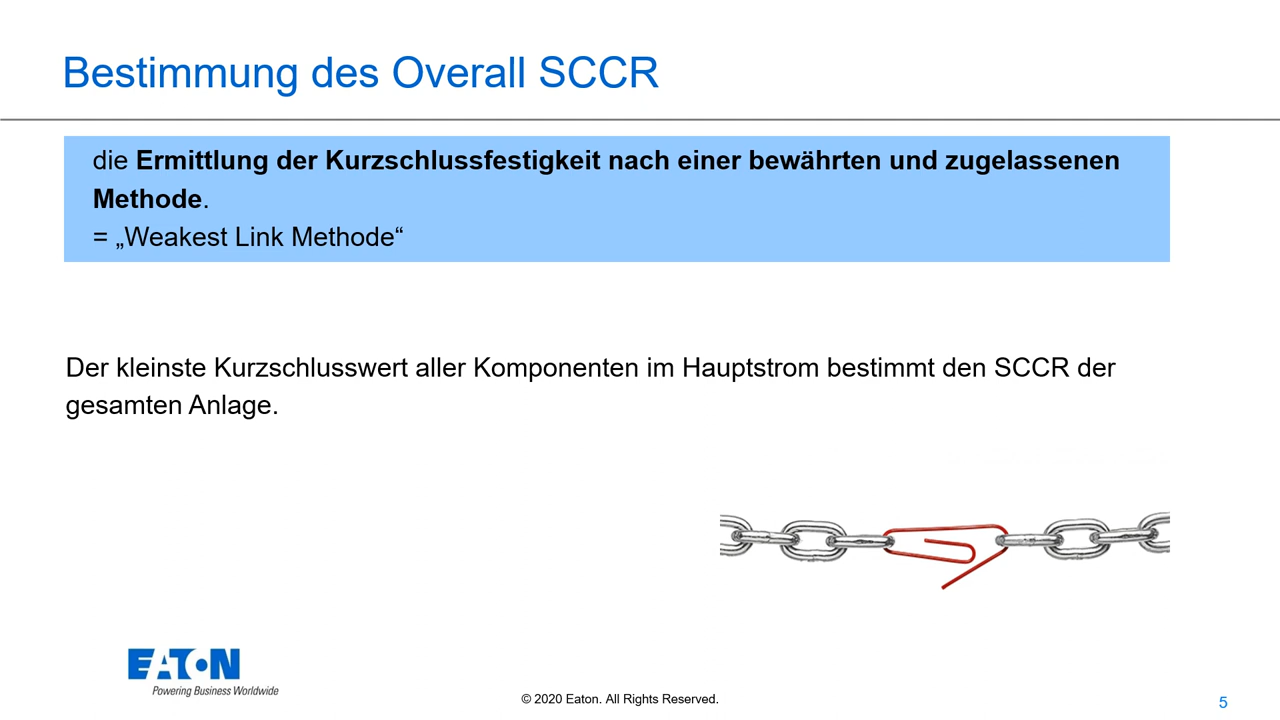 Bestimmung des Overall SCCR
die Ermittlung der Kurzschlussfestigkeit nach einer bewährten und zugelassenen
Methode.
= „Weakest Link Methode“
Der kleinste Kurzschlusswert aller Komponenten im Hauptstrom bestimmt den SCCR der
gesamten Anlage.
EATON
Powering Business Worldwide
© 2020 Eaton. All Rights Reserved.
5